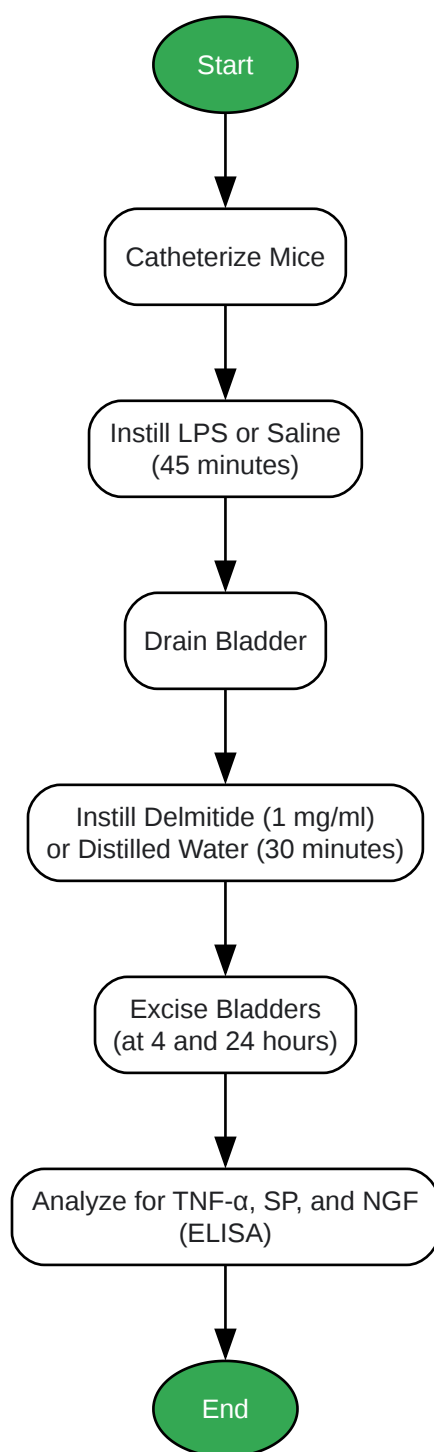 Start
Catheterize Mice
Instill LPS or Saline
(45 minutes)
Drain Bladder
Instill Delmitide (1 mg/ml)
or Distilled Water (30 minutes)
Excise Bladders
(at 4 and 24 hours)
Analyze for TNF-α, SP, and NGF
(ELISA)
End